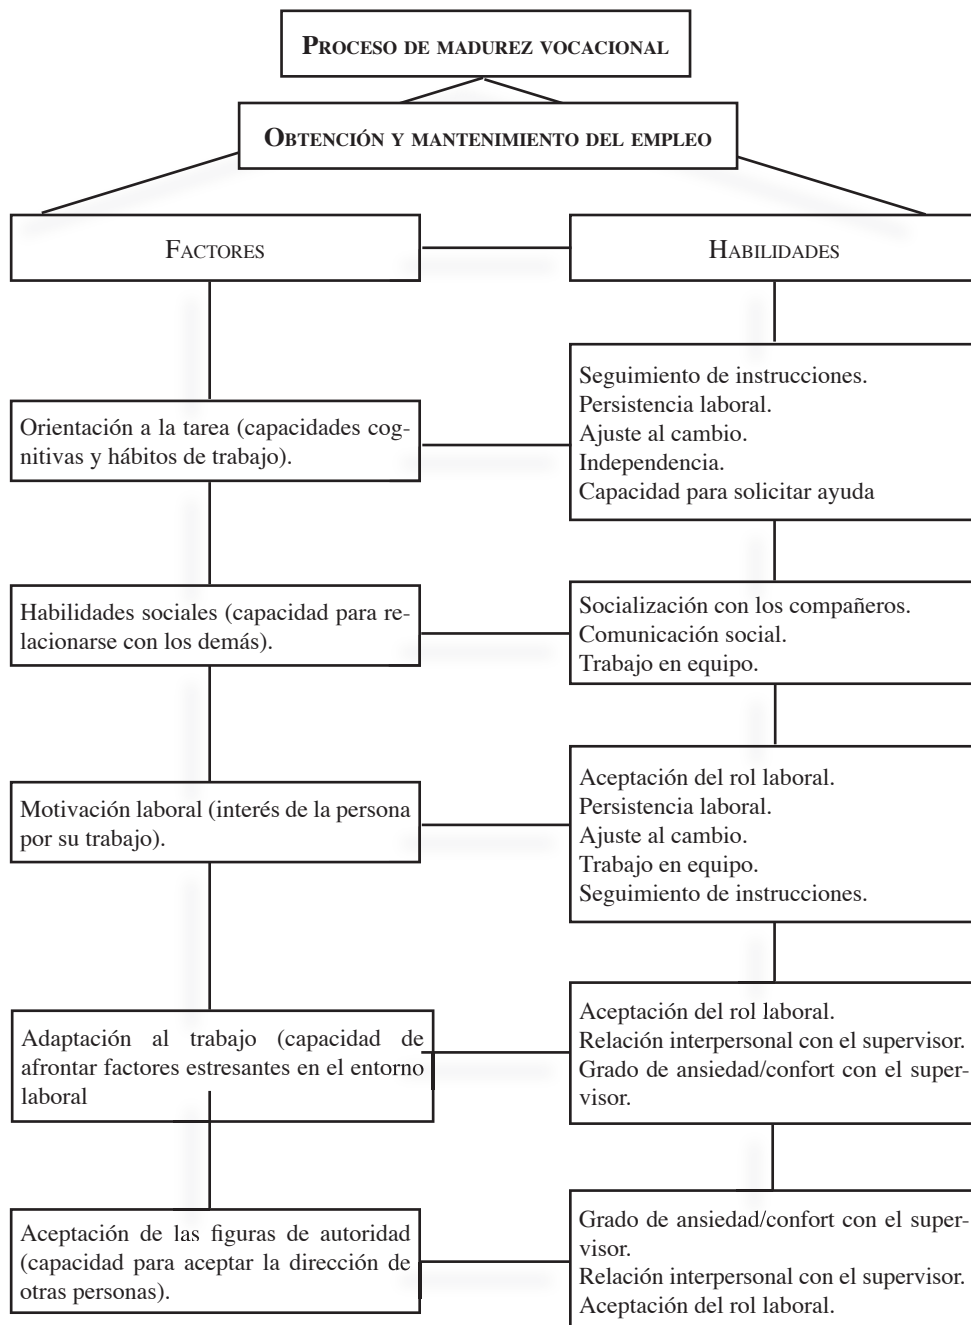 PROCESO DE MADUREZ VOCACIONAL
OBTENCIÓN Y MANTENIMIENTO DEL EMPLEO
FACTORES
HABILIDADES
Orientación a la tarea (capacidades cog-
nitivas y hábitos de trabajo).
Seguimiento de instrucciones.
Persistencia laboral.
Ajuste al cambio.
Independencia.
Capacidad para solicitar ayuda
Habilidades sociales (capacidad para re-
lacionarse con los demás).
Socialización con los compañeros.
Comunicación social.
Trabajo en equipo.
Motivación laboral (interés de la persona
por su trabajo).
Aceptación del rol laboral.
Persistencia laboral.
Ajuste al cambio.
Trabajo en equipo.
Seguimiento de instrucciones.
Adaptación al trabajo (capacidad de
afrontar factores estresantes en el entorno
laboral
Aceptación del rol laboral.
Relación interpersonal con el supervisor.
Grado de ansiedad/confort con el super-
visor.
Aceptación de las figuras de autoridad
(capacidad para aceptar la dirección de
otras personas).
Grado de ansiedad/confort con el super-
visor.
Relación interpersonal con el supervisor.
Aceptación del rol laboral.